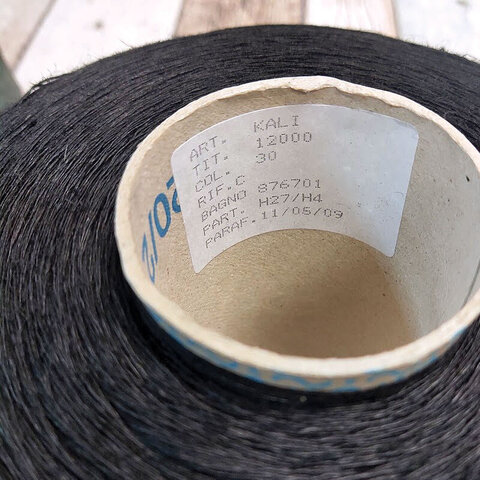 ART. KALI
TIT. 12000
COL. 30
RIF.C
BAGNO 876701
PART. H27/H4
PARAF. 11/05/09